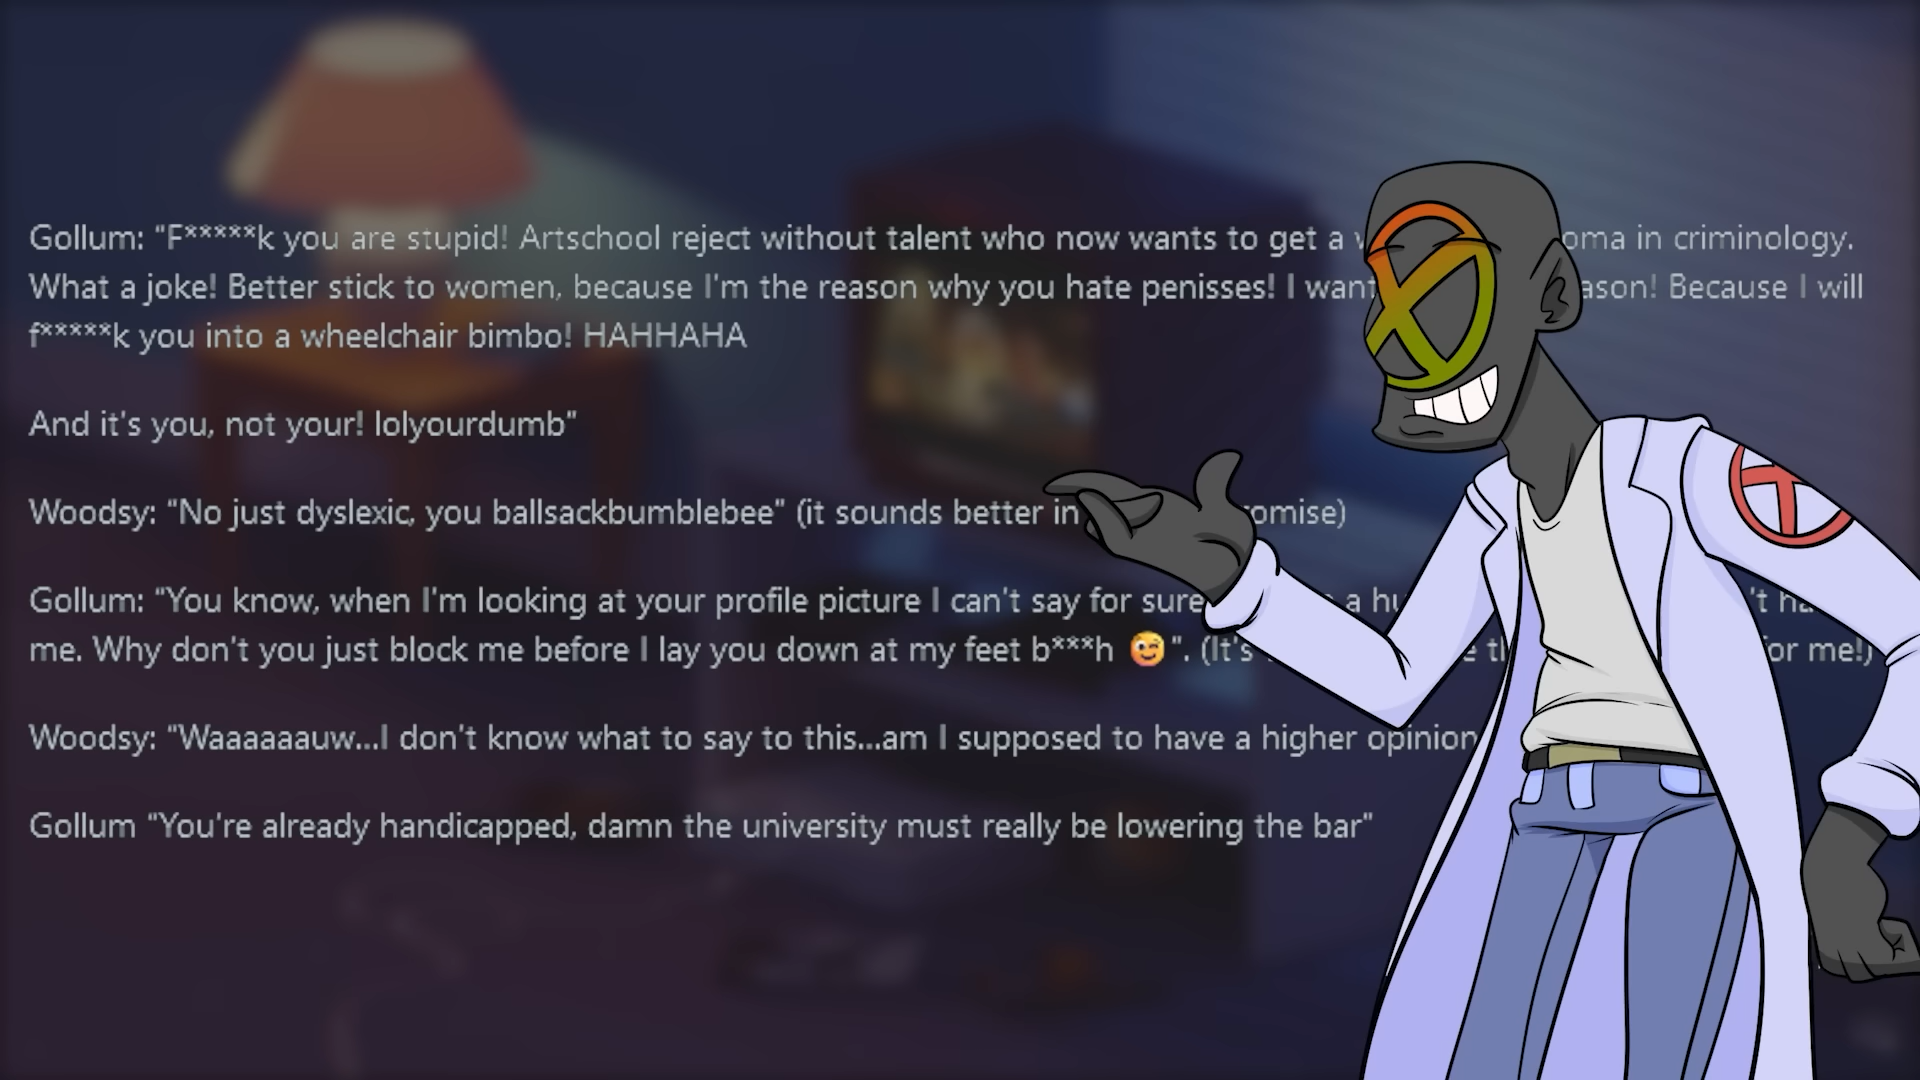 Gollum: "F*****k you are stupid! Artschool reject without talent who now wants to get a oma in criminology.
What a joke! Better stick to women, because I'm the reason why you hate penisses! I want ason! Because I will
f*****k you into a wheelchair bimbo! HAHHAHA
And it's you, not your! lolyourdumb"
Woodsy: "No just dyslexic, you ballsackbumblebee" (it sounds better in omise)
Gollum: "You know, when I'm looking at your profile picture I can't say for sure a hu 't ha
me. Why don't you just block me before I lay you down at my feet b***h 😉". (It's e th or me!)
Woodsy: "Waaaaaauw...I don't know what to say to this...am I supposed to have a higher opinion
Gollum "You're already handicapped, damn the university must really be lowering the bar"